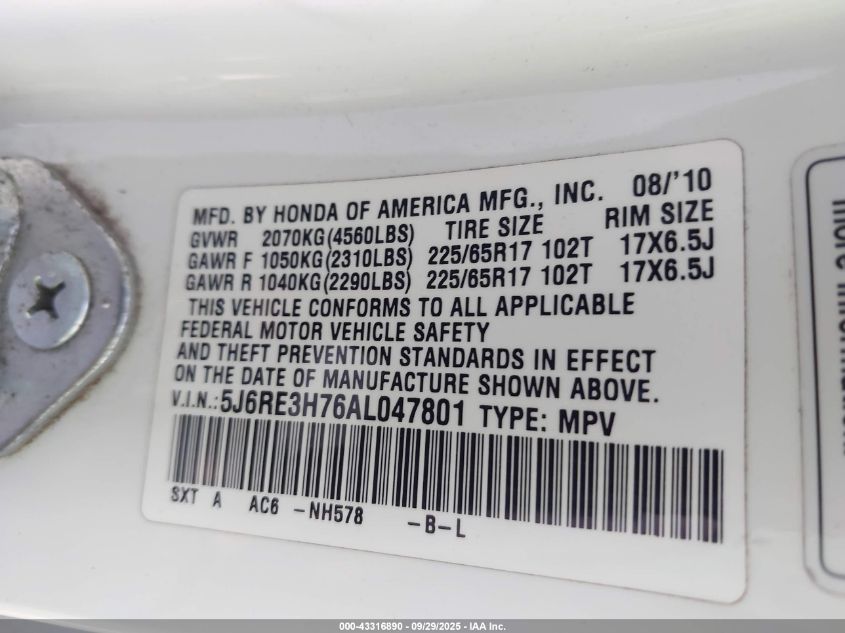 MFD. BY HONDA OF AMERICA MFG., INC. 08/'10
GVWR 2070KG(4560LBS) TIRE SIZE RIM SIZE
GAWR F 1050KG(2310LBS) 225/65R17 102T 17X6.5J
GAWR R 1040KG(2290LBS) 225/65R17 102T 17X6.5J
THIS VEHICLE CONFORMS TO ALL APPLICABLE
FEDERAL MOTOR VEHICLE SAFETY
AND THEFT PREVENTION STANDARDS IN EFFECT
ON THE DATE OF MANUFACTURE SHOWN ABOVE.
V.I.N.:5J6RE3H76AL047801 TYPE: MPV
SXT A AC6 -NH578 -B-L
more information
000-43316890 - 09/29/2025 - IAA Inc.